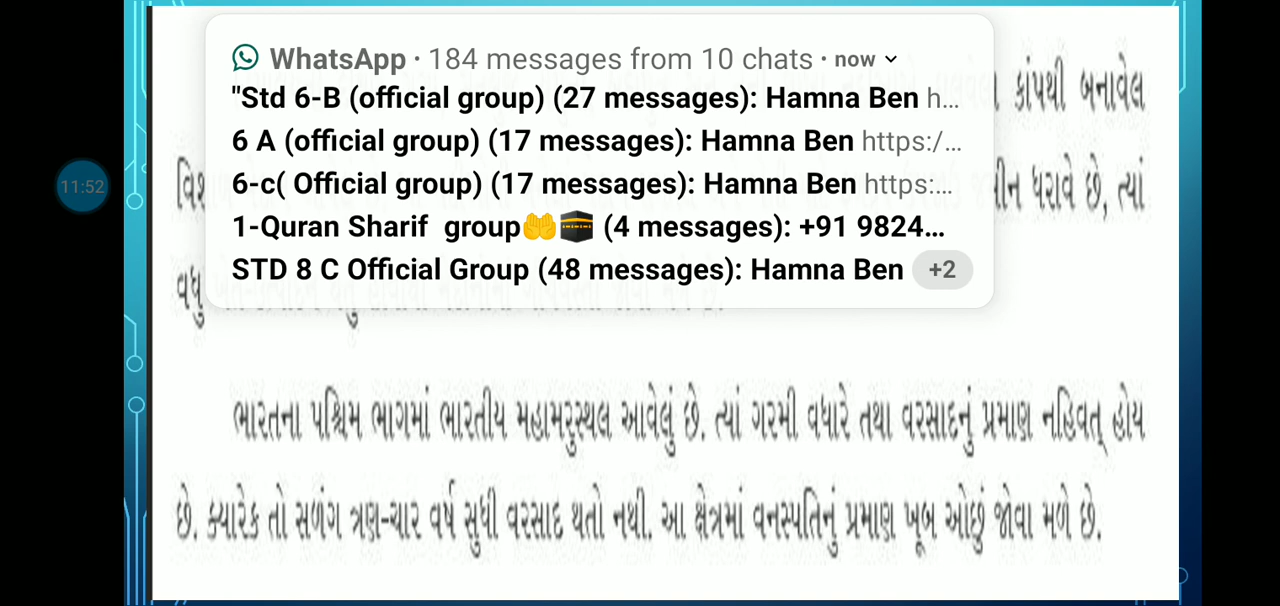 WhatsApp · 184 messages from 10 chats · now
"Std 6-B (official group) (27 messages): Hamna Ben h...
કાંપથી બનાવેલ
6 A (official group) (17 messages): Hamna Ben https:/...
6-c( Official group) (17 messages): Hamna Ben https:...
ધરાવે છે, ત્યાં
11:52
1-Quran Sharif group🤲🕋 (4 messages): +91 9824...
STD 8 C Official Group (48 messages): Hamna Ben +2
વધુ
ભારતના પશ્ચિમ ભાગમાં ભારતીય મહામરુસ્થલ આવેલું છે. ત્યાં ગરમી વધારે તથા વરસાદનું પ્રમાણ નહિવત્ હોય
છે. ક્યારેક તો સળંગ ત્રણ-ચાર વર્ષ સુધી વરસાદ થતો નથી. આ ક્ષેત્રમાં વનસ્પતિનું પ્રમાણ ખૂબ ઓછું જોવા મળે છે.